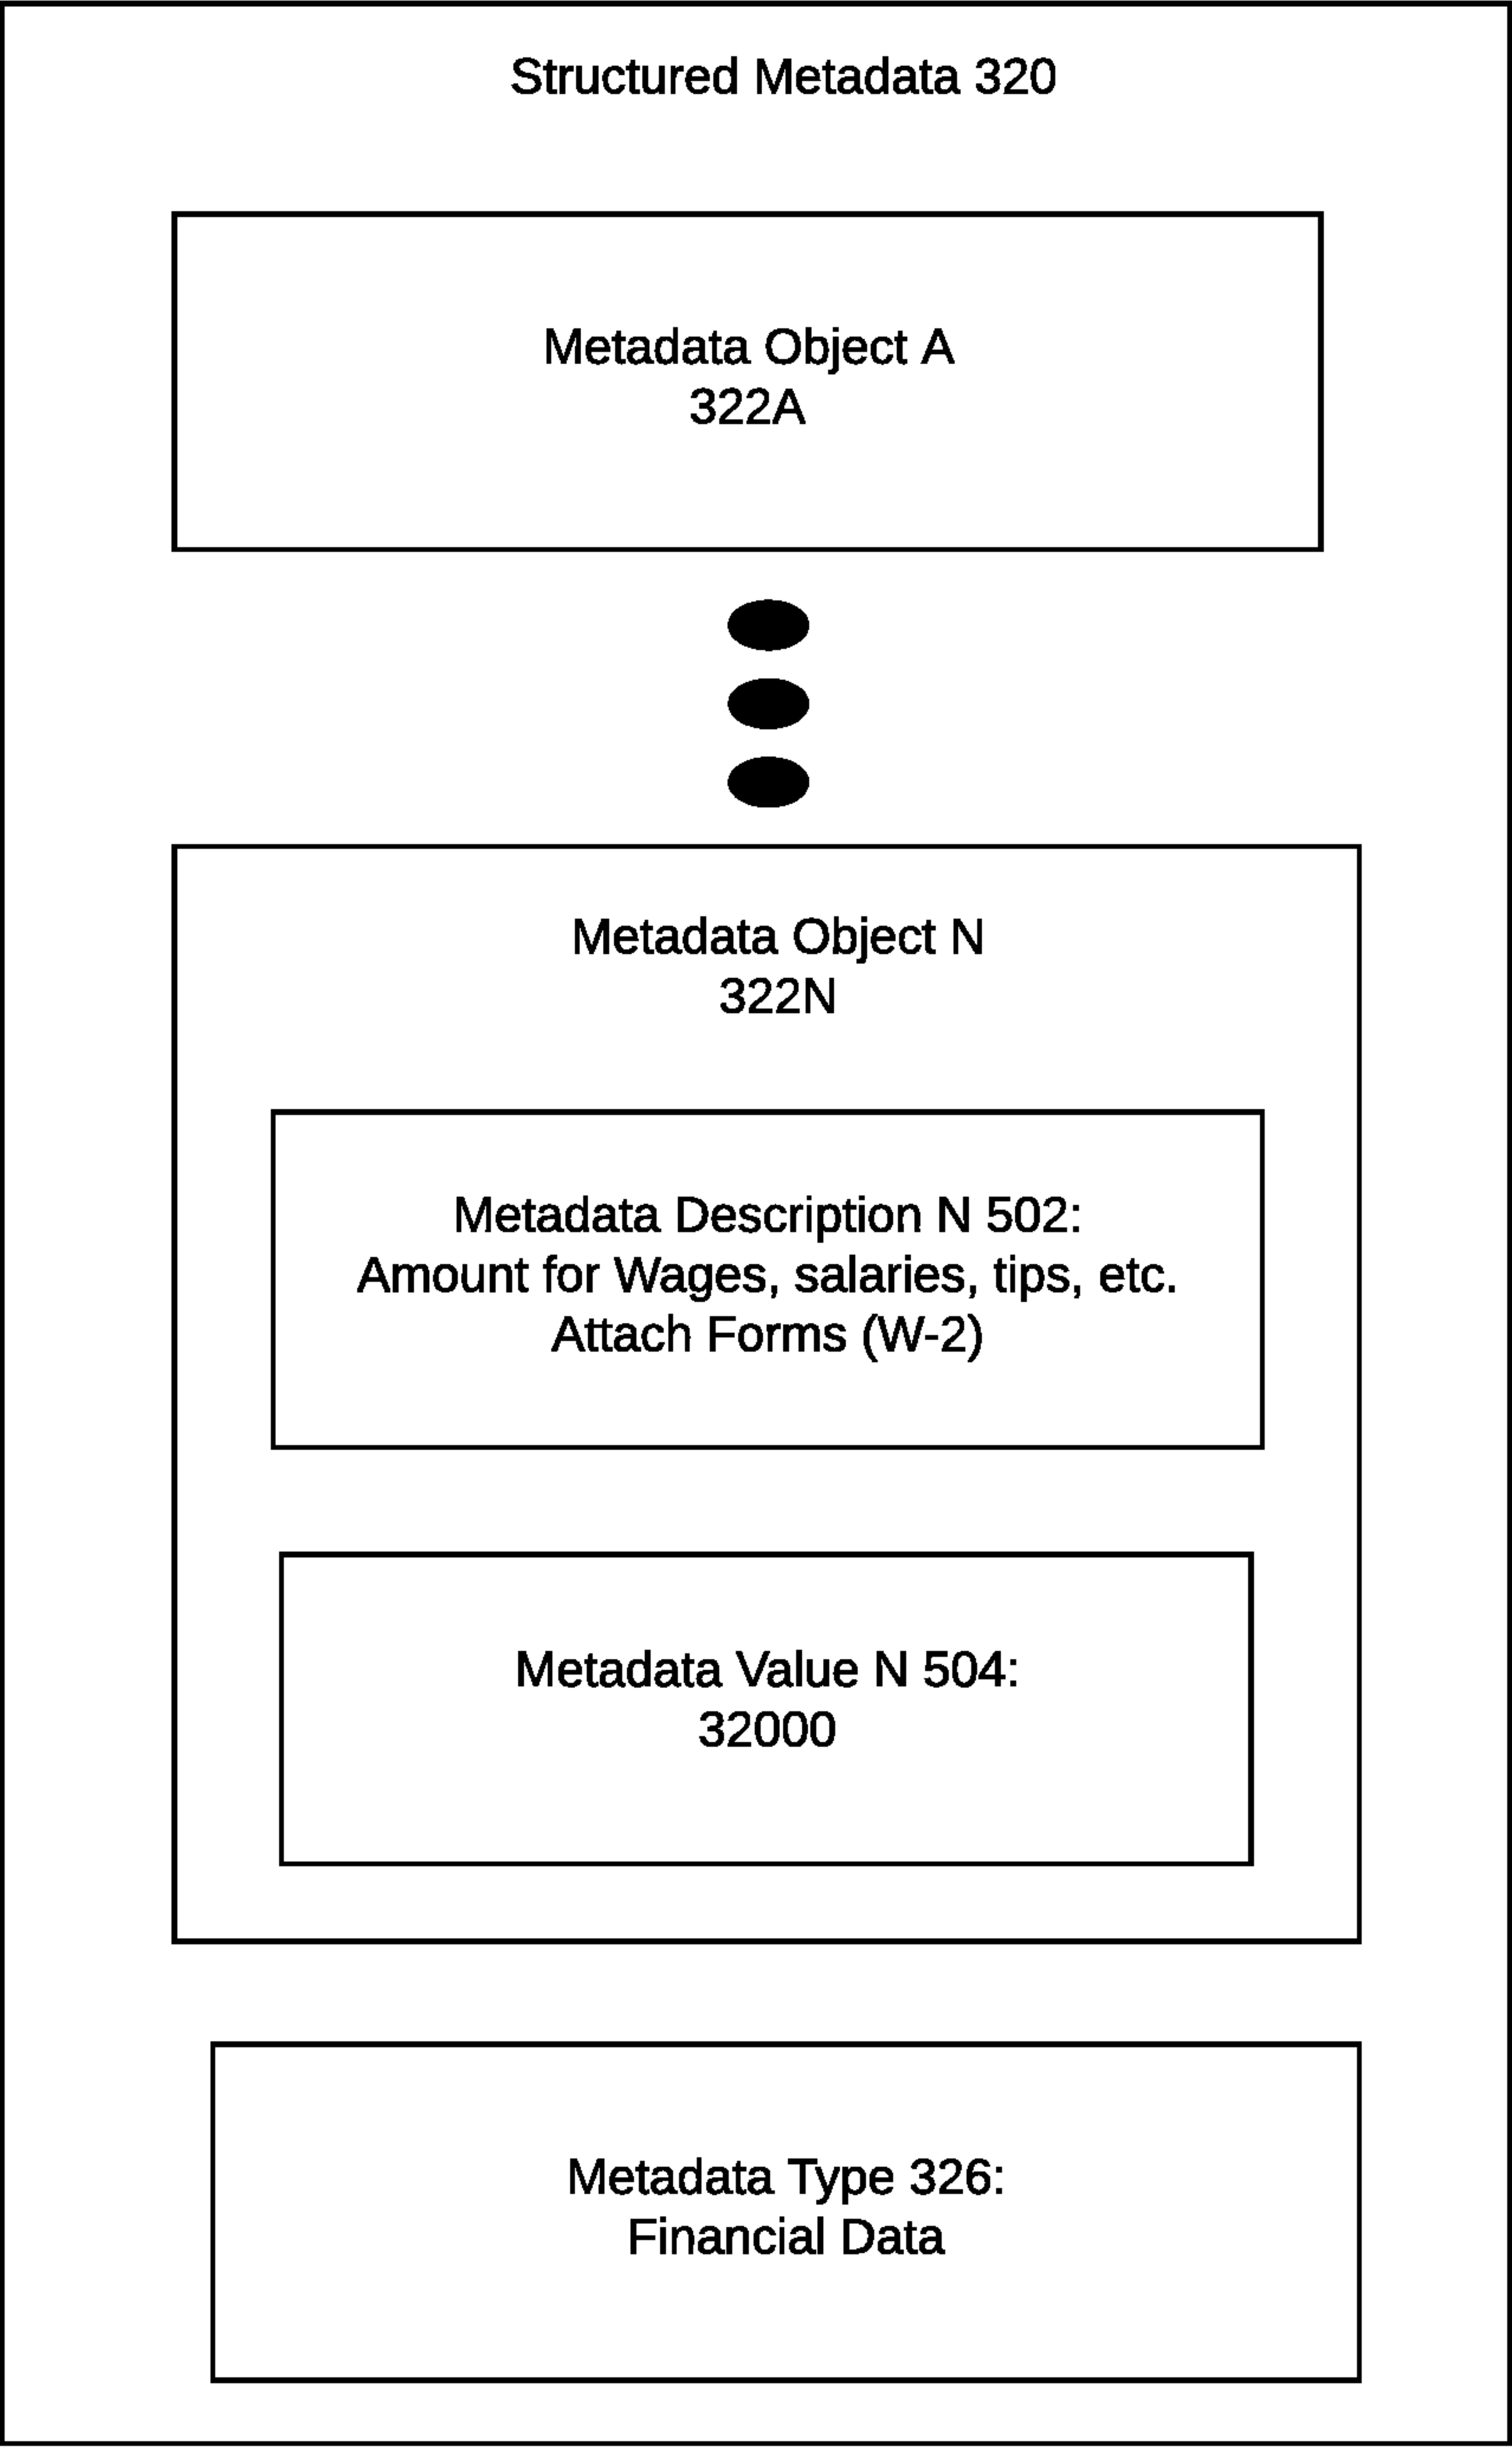 Structured Metadata 320
Metadata Object A
322A
Metadata Object N
322N
Metadata Description N 502:
Amount for Wages, salaries, tips, etc.
Attach Forms (W-2)
Metadata Value N 504:
32000
Metadata Type 326:
Financial Data